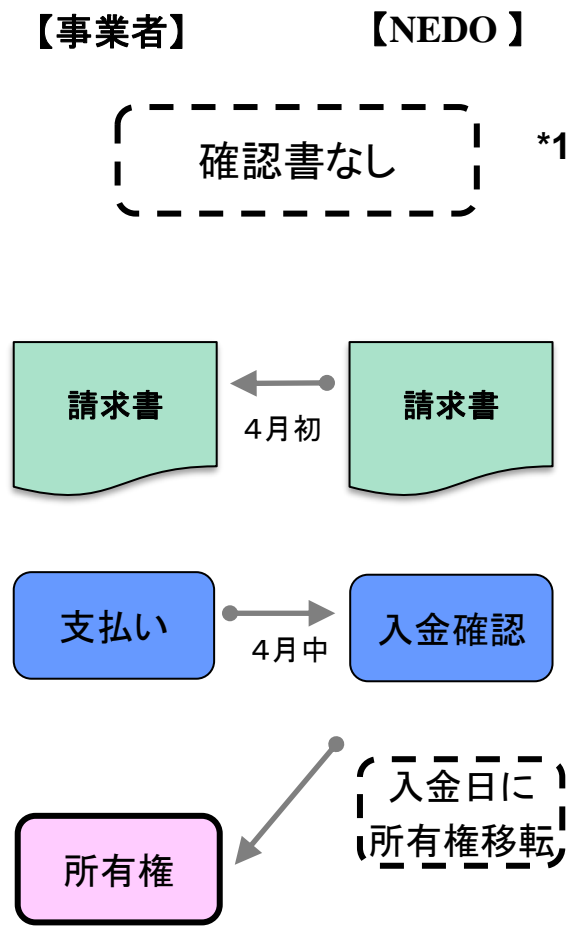 【事業者】 【NEDO 】
確認書なし *1
請求書 請求書
４月初
支払い 入金確認
４月中
入金日に
所有権移転
所有権